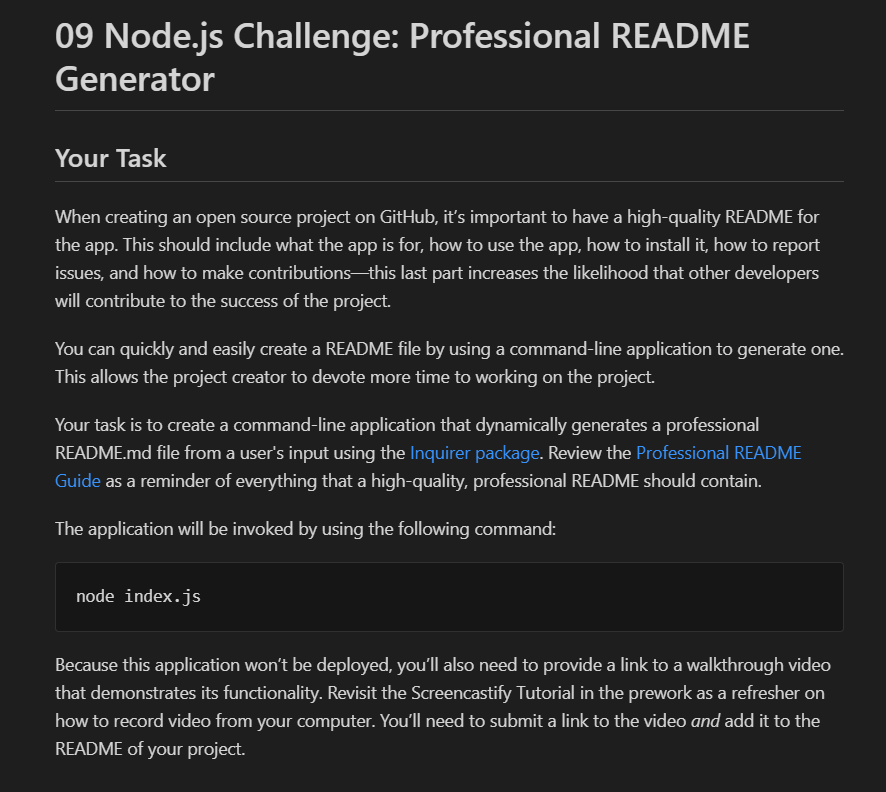 09 Node.js Challenge: Professional README
Generator
Your Task
When creating an open source project on GitHub, it’s important to have a high-quality README for
the app. This should include what the app is for, how to use the app, how to install it, how to report
issues, and how to make contributions—this last part increases the likelihood that other developers
will contribute to the success of the project.
You can quickly and easily create a README file by using a command-line application to generate one.
This allows the project creator to devote more time to working on the project.
Your task is to create a command-line application that dynamically generates a professional
README.md file from a user's input using the Inquirer package. Review the Professional README
Guide as a reminder of everything that a high-quality, professional README should contain.
The application will be invoked by using the following command:
node index.js
Because this application won’t be deployed, you’ll also need to provide a link to a walkthrough video
that demonstrates its functionality. Revisit the Screencastify Tutorial in the prework as a refresher on
how to record video from your computer. You’ll need to submit a link to the video and add it to the
README of your project.